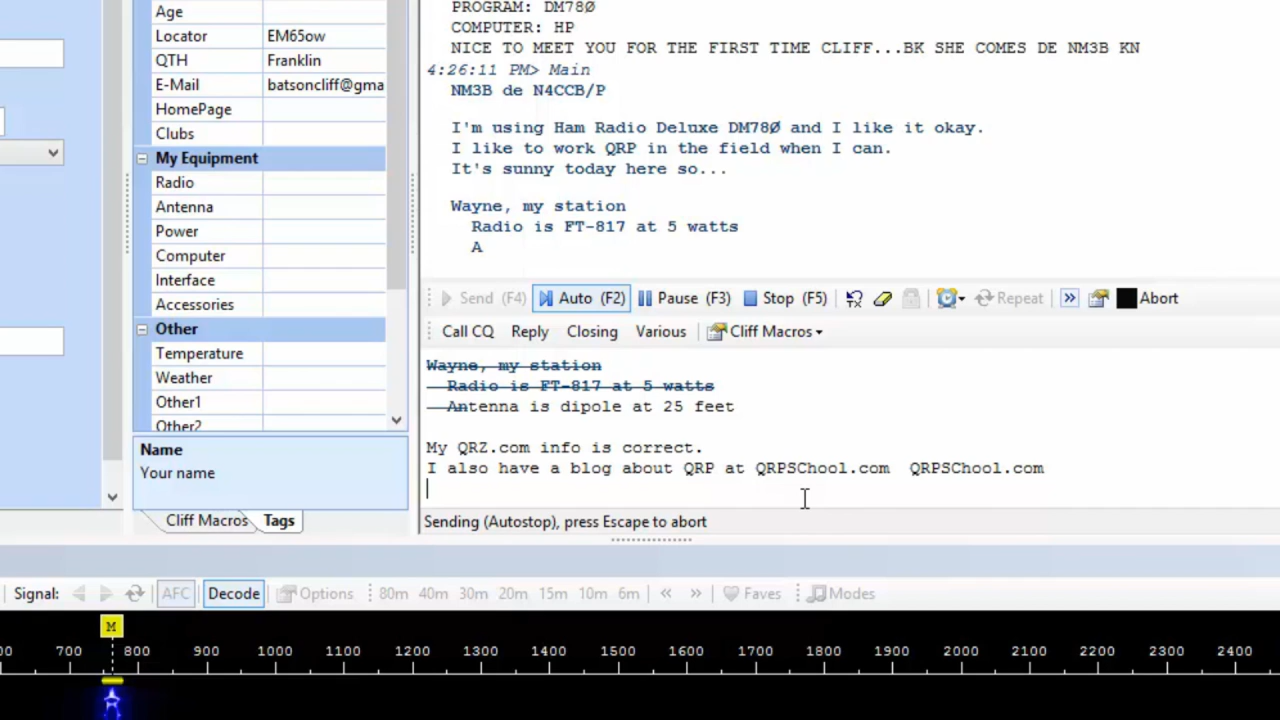 Age
Locator EM65ow
QTH Franklin
E-Mail batsoncliff@gma
HomePage
Clubs
My Equipment
Radio
Antenna
Power
Computer
Interface
Accessories
Other
Temperature
Weather
Other1
Other2
Name
Your name
Cliff Macros Tags
PROGRAM: DM78Ø
COMPUTER: HP
NICE TO MEET YOU FOR THE FIRST TIME CLIFF...BK SHE COMES DE NM3B KN
4:26:11 PM> Main
NM3B de N4CCB/P
I'm using Ham Radio Deluxe DM78Ø and I like it okay.
I like to work QRP in the field when I can.
It's sunny today here so...
Wayne, my station
Radio is FT-817 at 5 watts
A
Send (F4) Auto (F2) Pause (F3) Stop (F5) Repeat Abort
Call CQ Reply Closing Various Cliff Macros
Wayne, my station
Radio is FT-817 at 5 watts
Antenna is dipole at 25 feet
My QRZ.com info is correct.
I also have a blog about QRP at QRPSChool.com  QRPSChool.com
Sending (Autostop), press Escape to abort
Signal: AFC Decode Options 80m 40m 30m 20m 15m 10m 6m Faves Modes
M
00 700 800 900 1000 1100 1200 1300 1400 1500 1600 1700 1800 1900 2000 2100 2200 2300 2400